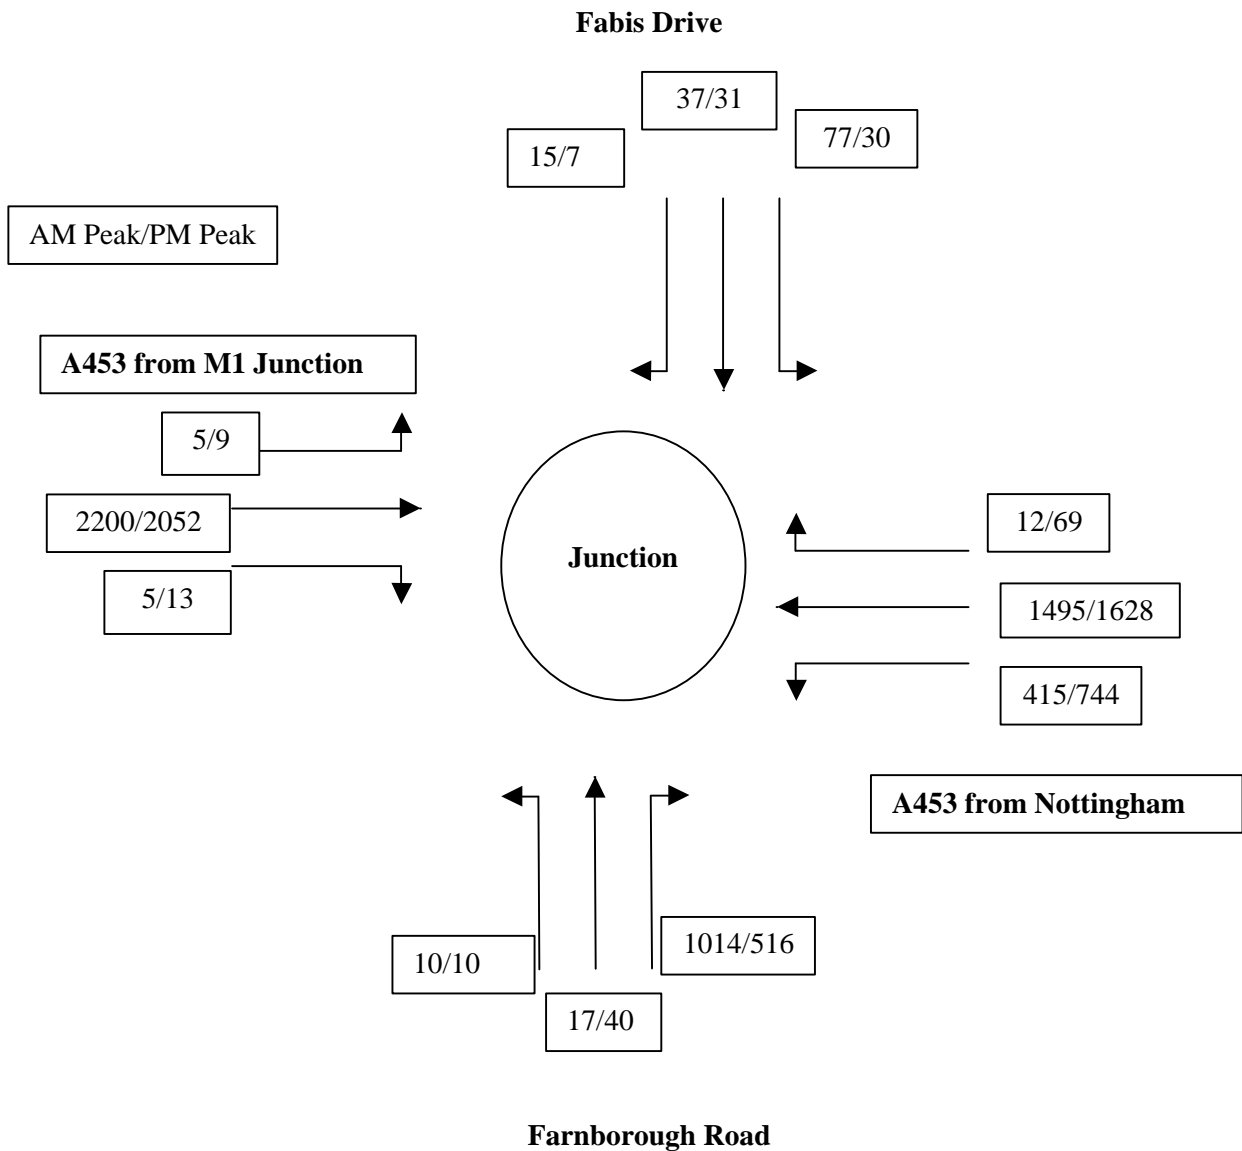 Fabis Drive
37/31
15/7
77/30
AM Peak/PM Peak
A453 from M1 Junction
5/9
2200/2052
5/13
Junction
12/69
1495/1628
415/744
A453 from Nottingham
10/10
1014/516
17/40
Farnborough Road